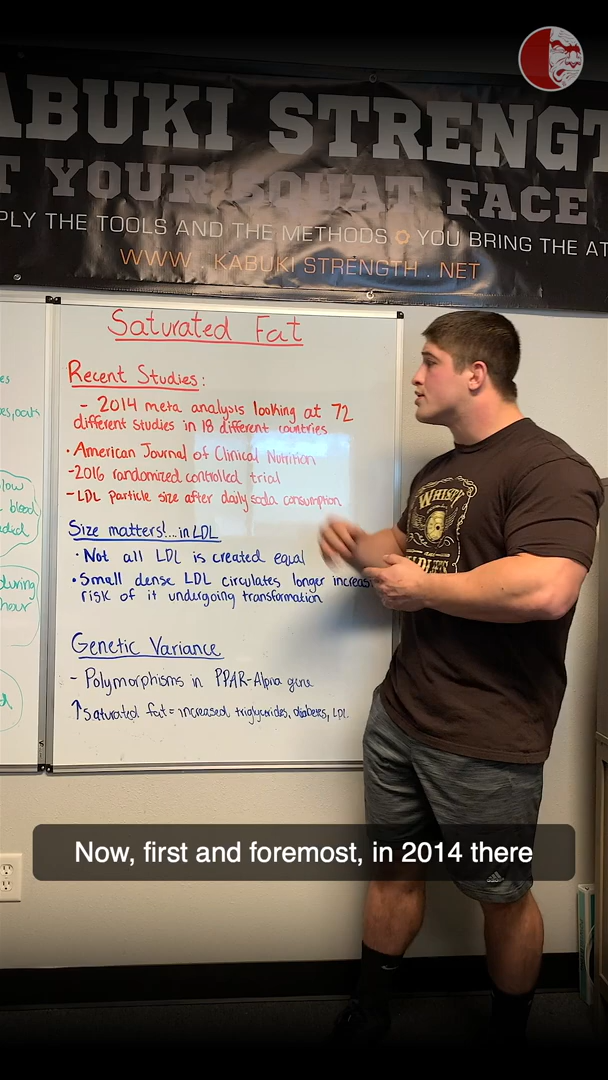 ABUKI STRENGT
T YOUR SQUAT FACE
PLY THE TOOLS AND THE METHODS YOU BRING THE AT
WWW . KABUKI STRENGTH . NET
Saturated Fat
Recent Studies:
- 2014 meta analysis looking at 72
different studies in 18 different countries
• American Journal of Clinical Nutrition
- 2016 randomized controlled trial
- LDL particle size after daily soda consumption
Size matters!...in LDL
• Not all LDL is created equal
• Small dense LDL circulates longer increas
risk of it undergoing transformation
Genetic Variance
- Polymorphisms in PPAR-Alpha gene
↑ Saturated fat = increased triglycerides, diabetes, LDL
WHISKEY
Now, first and foremost, in 2014 there